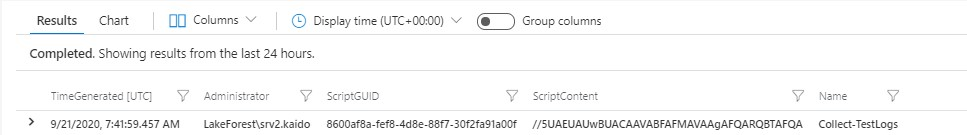 Results Chart Columns Display time (UTC+00:00) Group columns
Completed. Showing results from the last 24 hours.
TimeGenerated [UTC] Administrator ScriptGUID ScriptContent Name
9/21/2020, 7:41:59.457 AM LakeForest\srv2.kaido 8600af8a-fef8-4d8e-88f7-30f2fa91a00f //5UAEUAUwBUACAAVABFAFMAVAAgAFQARQBTAFQA Collect-TestLogs